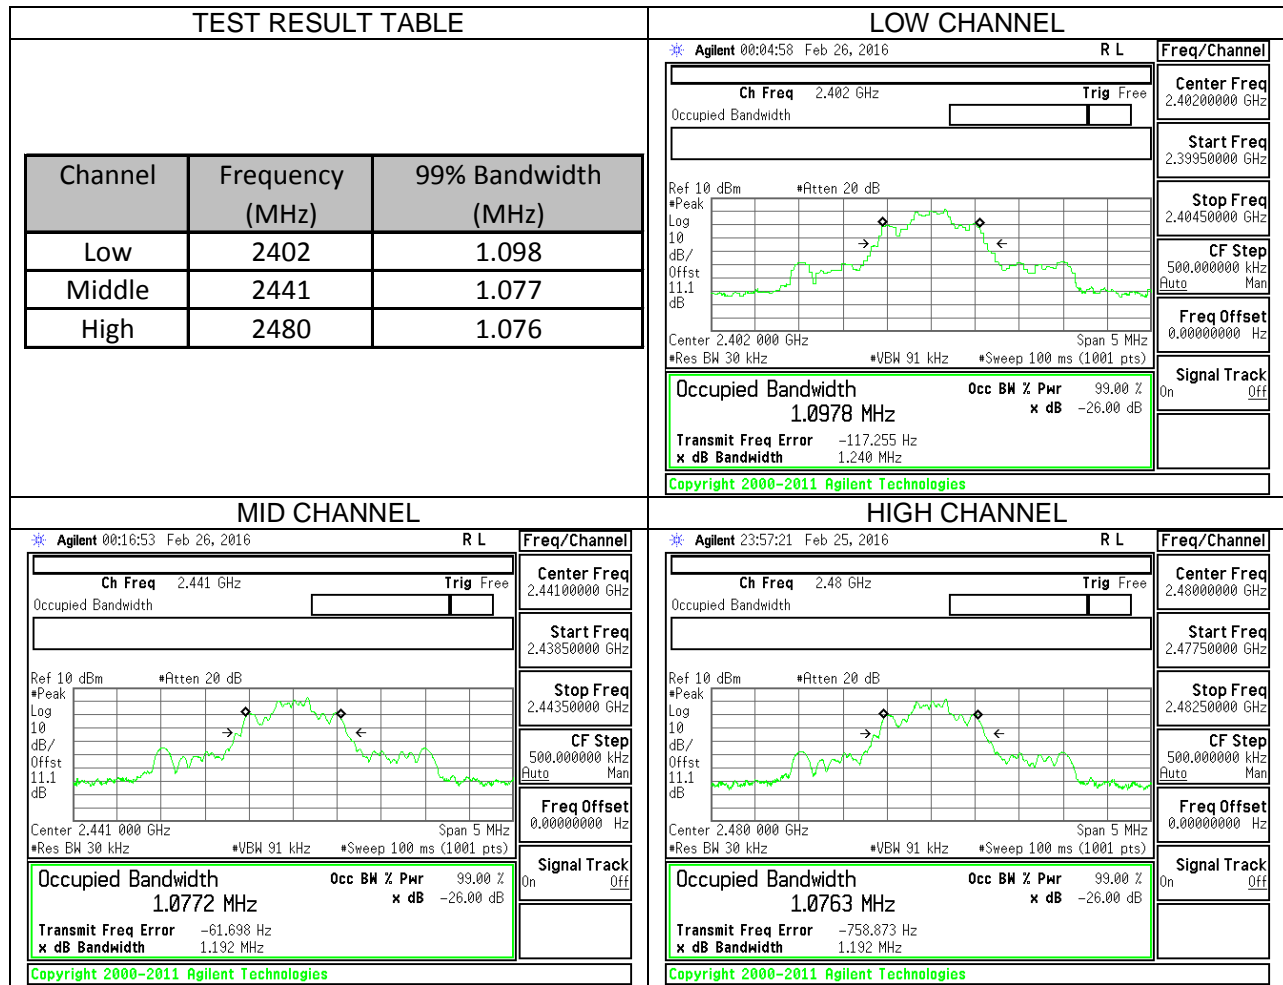 TEST RESULT TABLE
Channel Frequency (MHz) 99% Bandwidth (MHz)
Low 2402 1.098
Middle 2441 1.077
High 2480 1.076
LOW CHANNEL
Agilent 00:04:58 Feb 26, 2016 R L
Ch Freq 2.402 GHz Trig Free
Occupied Bandwidth
Ref 10 dBm #Atten 20 dB
#Peak
Log
10
dB/
Offst
11.1
dB
Center 2.402 000 GHz Span 5 MHz
#Res BW 30 kHz #VBW 91 kHz #Sweep 100 ms (1001 pts)
Occupied Bandwidth Occ BW % Pwr 99.00 %
1.0978 MHz x dB -26.00 dB
Transmit Freq Error -117.255 Hz
x dB Bandwidth 1.240 MHz
Copyright 2000-2011 Agilent Technologies
Freq/Channel
Center Freq
2.40200000 GHz
Start Freq
2.39950000 GHz
Stop Freq
2.40450000 GHz
CF Step
500.000000 kHz
Auto Man
Freq Offset
0.00000000 Hz
Signal Track
On Off
MID CHANNEL
Agilent 00:16:53 Feb 26, 2016 R L
Ch Freq 2.441 GHz Trig Free
Occupied Bandwidth
Ref 10 dBm #Atten 20 dB
#Peak
Log
10
dB/
Offst
11.1
dB
Center 2.441 000 GHz Span 5 MHz
#Res BW 30 kHz #VBW 91 kHz #Sweep 100 ms (1001 pts)
Occupied Bandwidth Occ BW % Pwr 99.00 %
1.0772 MHz x dB -26.00 dB
Transmit Freq Error -61.698 Hz
x dB Bandwidth 1.192 MHz
Copyright 2000-2011 Agilent Technologies
Freq/Channel
Center Freq
2.44100000 GHz
Start Freq
2.43850000 GHz
Stop Freq
2.44350000 GHz
CF Step
500.000000 kHz
Auto Man
Freq Offset
0.00000000 Hz
Signal Track
On Off
HIGH CHANNEL
Agilent 23:57:21 Feb 25, 2016 R L
Ch Freq 2.48 GHz Trig Free
Occupied Bandwidth
Ref 10 dBm #Atten 20 dB
#Peak
Log
10
dB/
Offst
11.1
dB
Center 2.480 000 GHz Span 5 MHz
#Res BW 30 kHz #VBW 91 kHz #Sweep 100 ms (1001 pts)
Occupied Bandwidth Occ BW % Pwr 99.00 %
1.0763 MHz x dB -26.00 dB
Transmit Freq Error -758.873 Hz
x dB Bandwidth 1.192 MHz
Copyright 2000-2011 Agilent Technologies
Freq/Channel
Center Freq
2.48000000 GHz
Start Freq
2.47750000 GHz
Stop Freq
2.48250000 GHz
CF Step
500.000000 kHz
Auto Man
Freq Offset
0.00000000 Hz
Signal Track
On Off